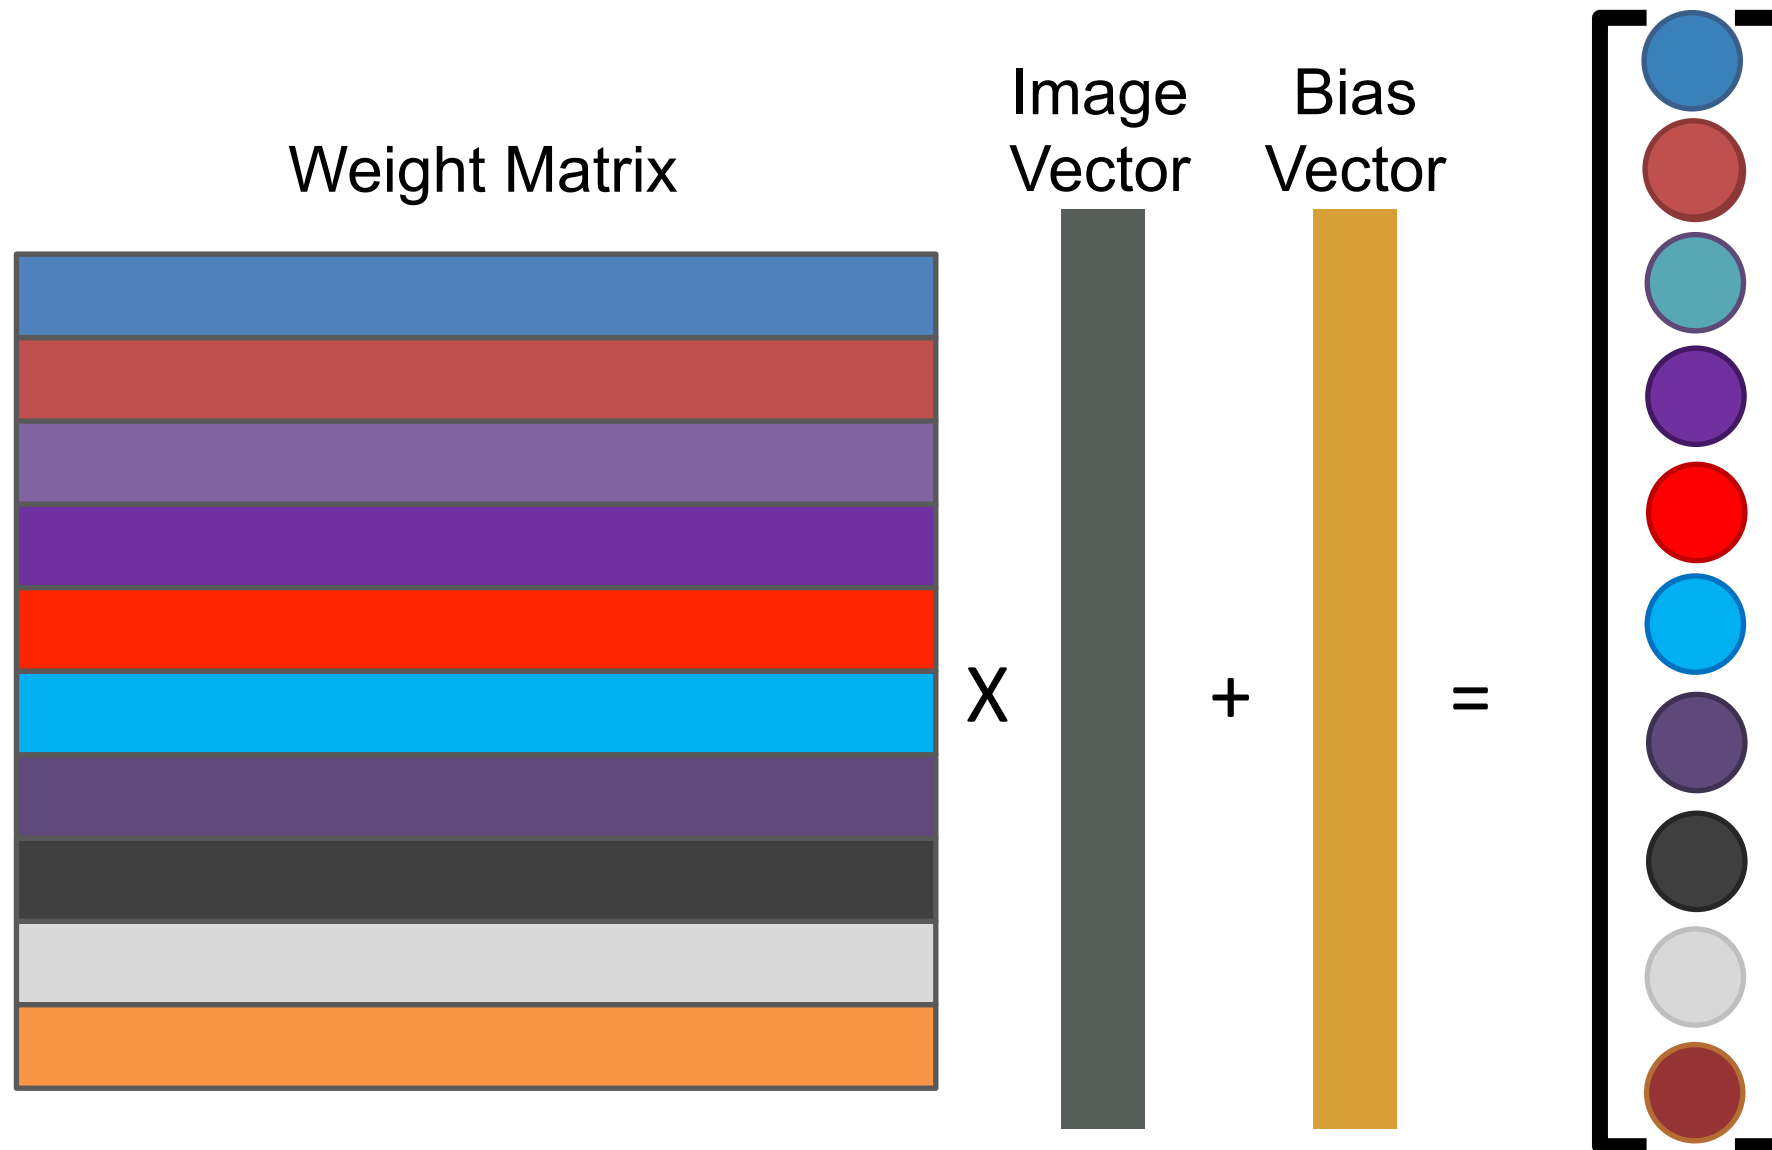 Weight Matrix
Image
Vector
Bias
Vector
X
+
=